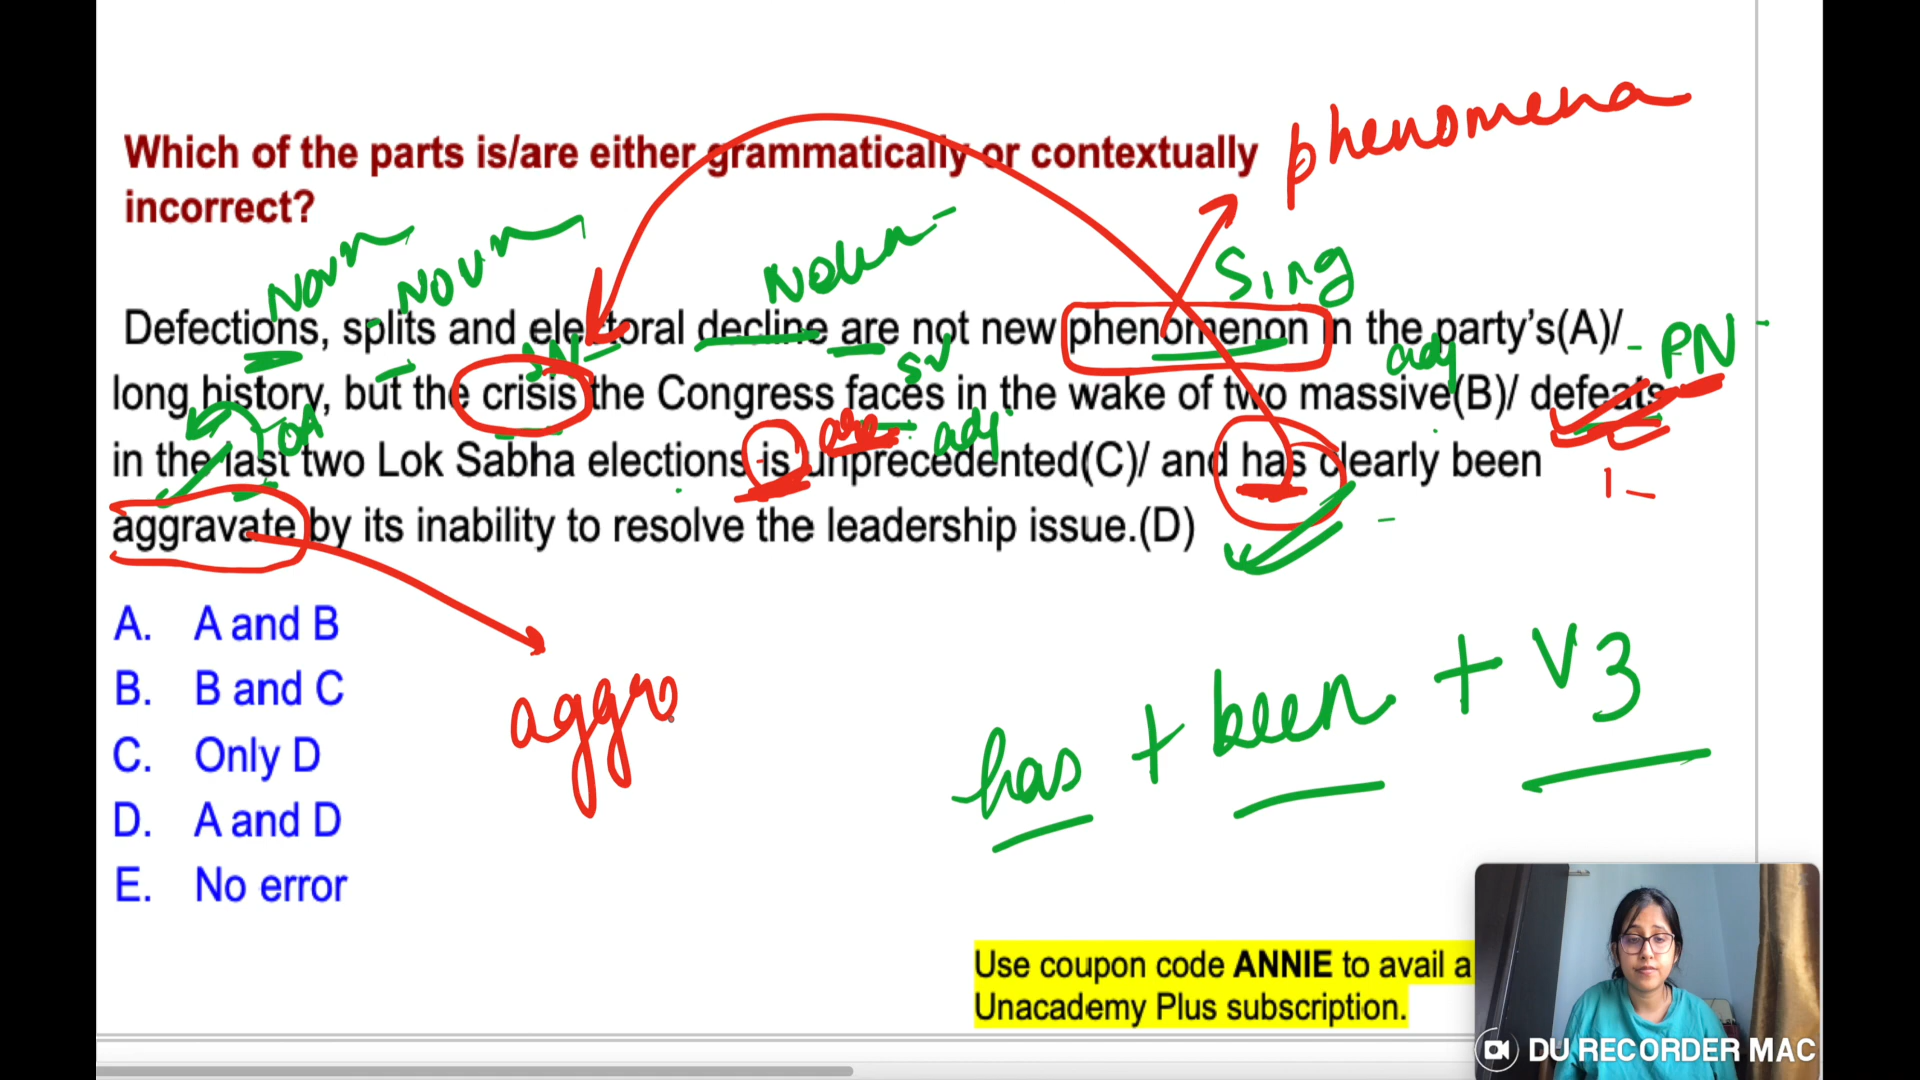 phenomena
Which of the parts is/are either grammatically or contextually
incorrect?
Noun Noun Noun Sing
Defections, splits and electoral decline are not new phenomenon in the party's(A)/
SN SV adj PN
long history, but the crisis the Congress faces in the wake of two massive(B)/ defeats
are adj
in the last two Lok Sabha elections is unprecedented(C)/ and has clearly been
aggravate by its inability to resolve the leadership issue.(D)
A. A and B
B. B and C
C. Only D
D. A and D
E. No error
aggra
has + been + V3
Use coupon code ANNIE to avail a
Unacademy Plus subscription.
DU RECORDER MAC